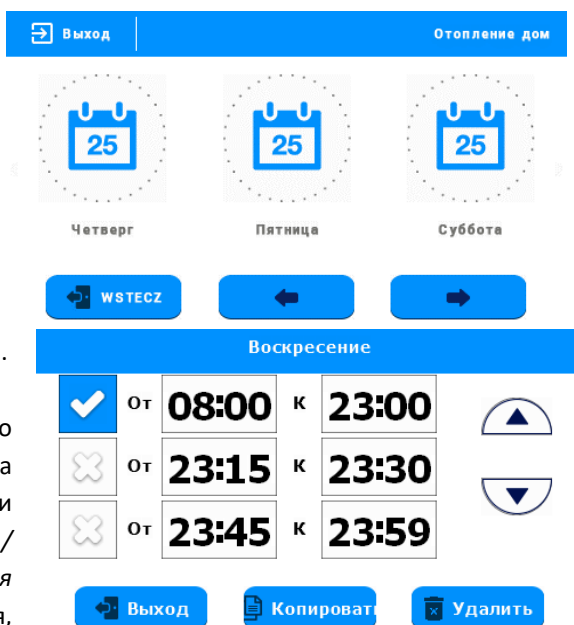 Выход Отопление дом
25 25 25
Четверг Пятница Суббота
WSTECZ
Воскресение
.
От 08:00 К 23:00
о
От 23:15 К 23:30
а
и
От 23:45 К 23:59
/
я
Выход Копироват Удалить
я,